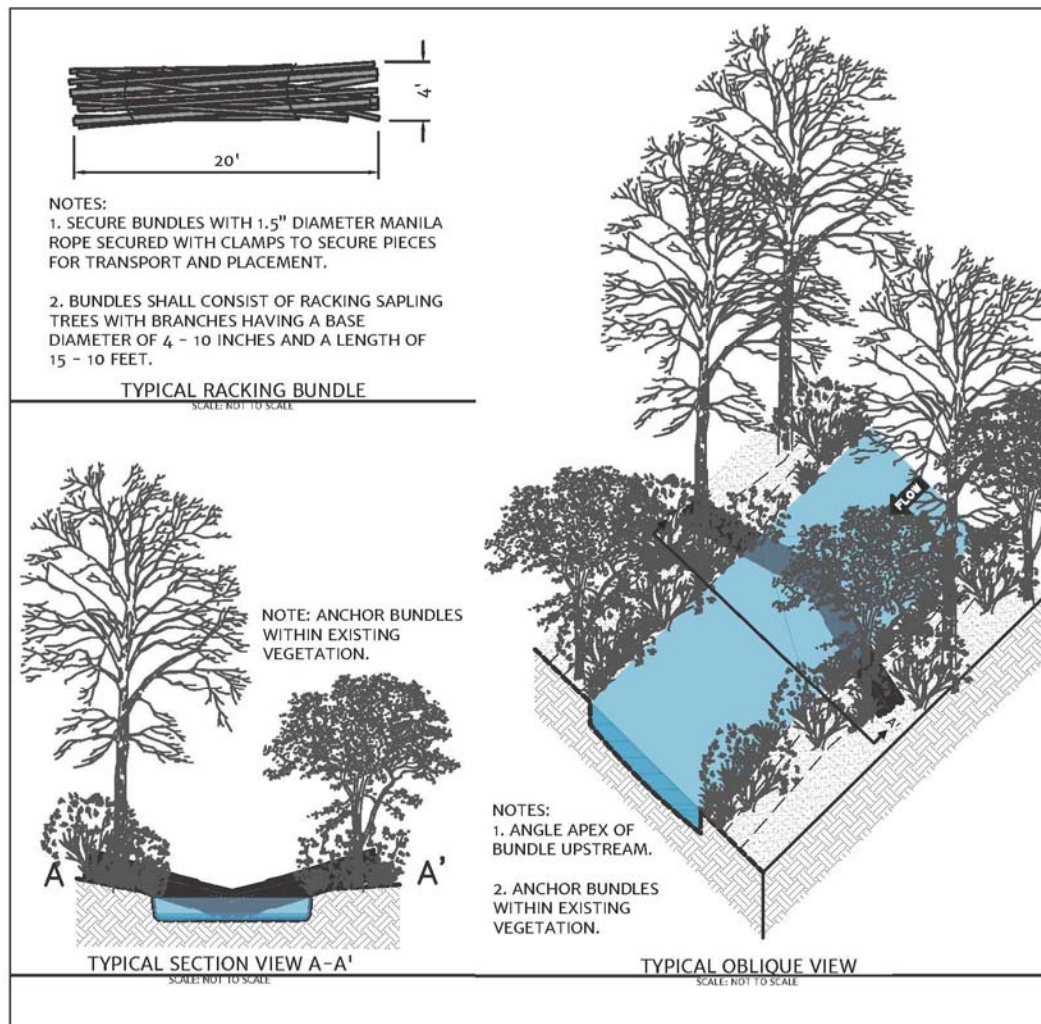 4'
20'
NOTES:
1. SECURE BUNDLES WITH 1.5" DIAMETER MANILA
ROPE SECURED WITH CLAMPS TO SECURE PIECES
FOR TRANSPORT AND PLACEMENT.
2. BUNDLES SHALL CONSIST OF RACKING SAPLING
TREES WITH BRANCHES HAVING A BASE
DIAMETER OF 4 - 10 INCHES AND A LENGTH OF
15 - 10 FEET.
TYPICAL RACKING BUNDLE
SCALE: NOT TO SCALE
NOTE: ANCHOR BUNDLES
WITHIN EXISTING
VEGETATION.
A
A'
TYPICAL SECTION VIEW A-A'
SCALE: NOT TO SCALE
FLOW
A'
NOTES:
1. ANGLE APEX OF
BUNDLE UPSTREAM.
2. ANCHOR BUNDLES
WITHIN EXISTING
VEGETATION.
TYPICAL OBLIQUE VIEW
SCALE: NOT TO SCALE